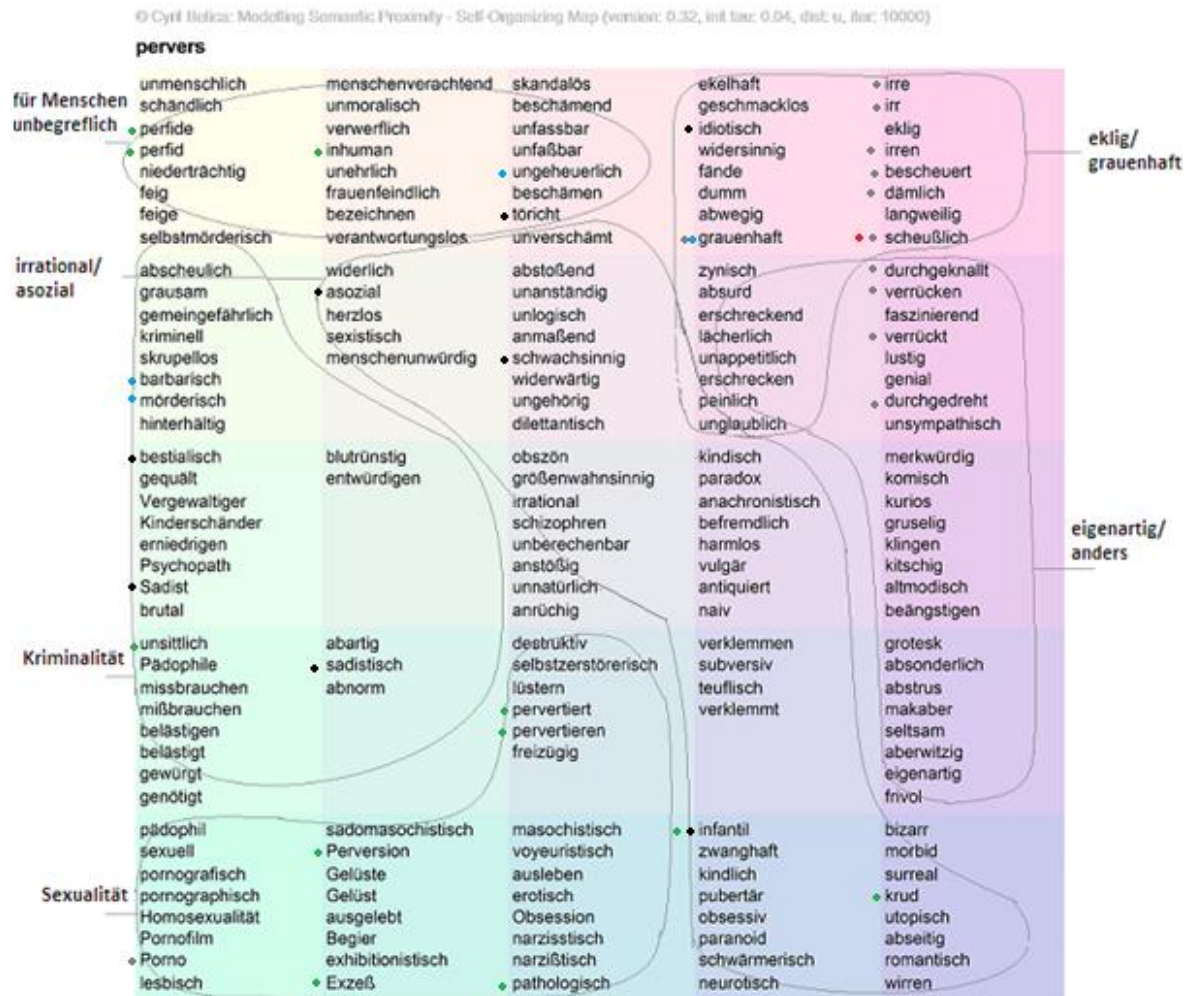 © Cyril Belica: Modelling Semantic Proximity - Self-Organizing Map (version: 0.32, init tau: 0.04, dist: u, iter: 10000)
pervers
unmenschlich menschenverachtend skandalös ekelhaft irre
für Menschen
schändlich unmoralisch beschämend geschmacklos irr
unbegreflich
perfide verwerflich unfassbar idiotisch eklig
eklig/
grauenhaft
perfid inhuman unfaßbar widersinnig irren
niederträchtig unehrlich ungeheuerlich fände bescheuert
feig frauenfeindlich beschämen dumm dämlich
feige bezeichnen töricht abwegig langweilig
selbstmörderisch verantwortungslos unverschämt grauenhaft scheußlich
irrational/
asozial
abscheulich widerlich abstoßend zynisch durchgeknallt
grausam asozial unanständig absurd verrücken
gemeingefährlich herzlos unlogisch erschreckend faszinierend
kriminell sexistisch anmaßend lächerlich verrückt
skrupellos menschenunwürdig schwachsinnig unappetitlich lustig
barbarisch widerwärtig erschrecken genial
mörderisch ungehörig peinlich durchgedreht
hinterhältig dilettantisch unglaublich unsympathisch
bestialisch blutrünstig obszön kindisch merkwürdig
gequält entwürdigen größenwahnsinnig paradox komisch
Vergewaltiger irrational anachronistisch kurios
Kinderschänder schizophren befremdlich gruselig
eigenartig/
anders
erniedrigen unberechenbar harmlos klingen
Psychopath anstößig vulgär kitschig
Sadist unnatürlich antiquiert altmodisch
brutal anrüchig naiv beängstigen
unsittlich abartig destruktiv verklemmen grotesk
Kriminalität
Pädophile sadistisch selbstzerstörerisch subversiv absonderlich
missbrauchen abnorm lüstern teuflisch abstrus
mißbrauchen pervertiert verklemmt makaber
belästigen pervertieren seltsam
belästigt freizügig aberwitzig
gewürgt eigenartig
genötigt frivol
pädophil sadomasochistisch masochistisch infantil bizarr
sexuell Perversion voyeuristisch zwanghaft morbid
pornografisch Gelüste ausleben kindlich surreal
Sexualität
pornographisch Gelüst erotisch pubertär krud
Homosexualität ausgelebt Obsession obsessiv utopisch
Pornofilm Begier narzisstisch paranoid abseitig
Porno exhibitionistisch narzißtisch schwärmerisch romantisch
lesbisch Exzeß pathologisch neurotisch wirren